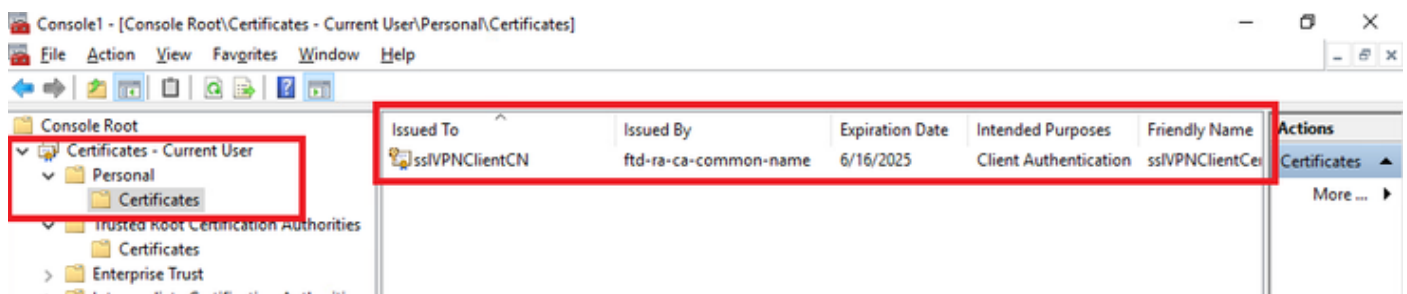 Console1 - [Console Root\Certificates - Current User\Personal\Certificates]
File Action View Favorites Window Help
Console Root
Certificates - Current User
Personal
Certificates
Trusted Root Certification Authorities
Certificates
Enterprise Trust
Issued To Issued By Expiration Date Intended Purposes Friendly Name
sslVPNClientCN ftd-ra-ca-common-name 6/16/2025 Client Authentication sslVPNClientCer
Actions
Certificates
More ...